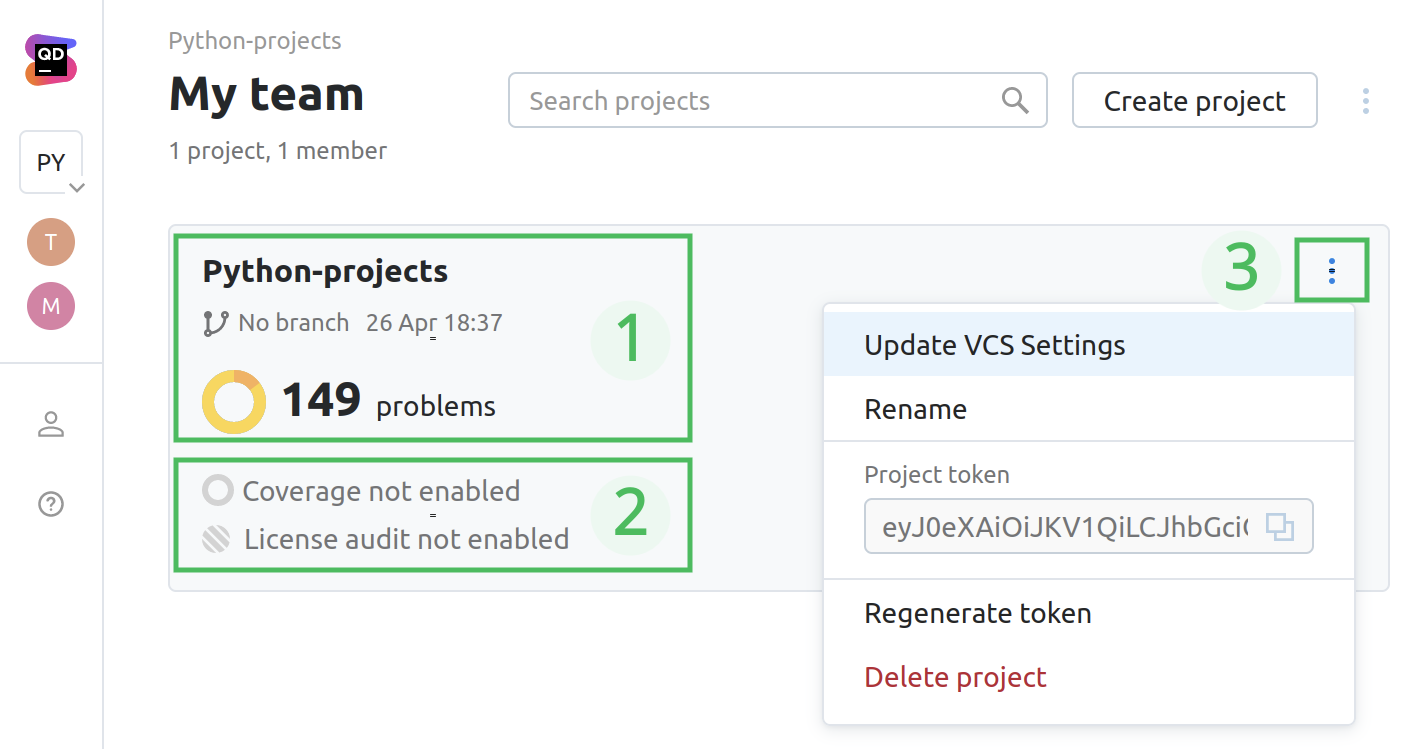 QD
PY
T
M
Python-projects
My team
1 project, 1 member
Search projects
Create project
Python-projects
No branch 26 Apr 18:37
149 problems
1
Coverage not enabled
License audit not enabled
2
3
Update VCS Settings
Rename
Project token
eyJ0eXAiOiJKV1QiLCJhbGci
Regenerate token
Delete project